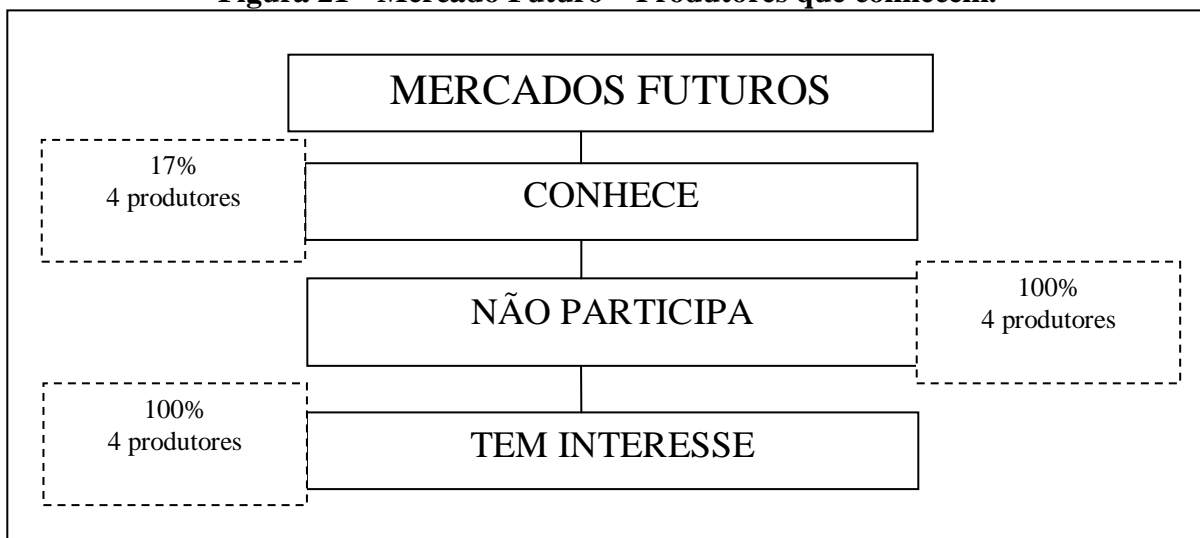 Figura 21 - Mercado Futuro – Produtores que conhecem.
MERCADOS FUTUROS
17%
4 produtores
CONHECE
NÃO PARTICIPA
100%
4 produtores
100%
4 produtores
TEM INTERESSE